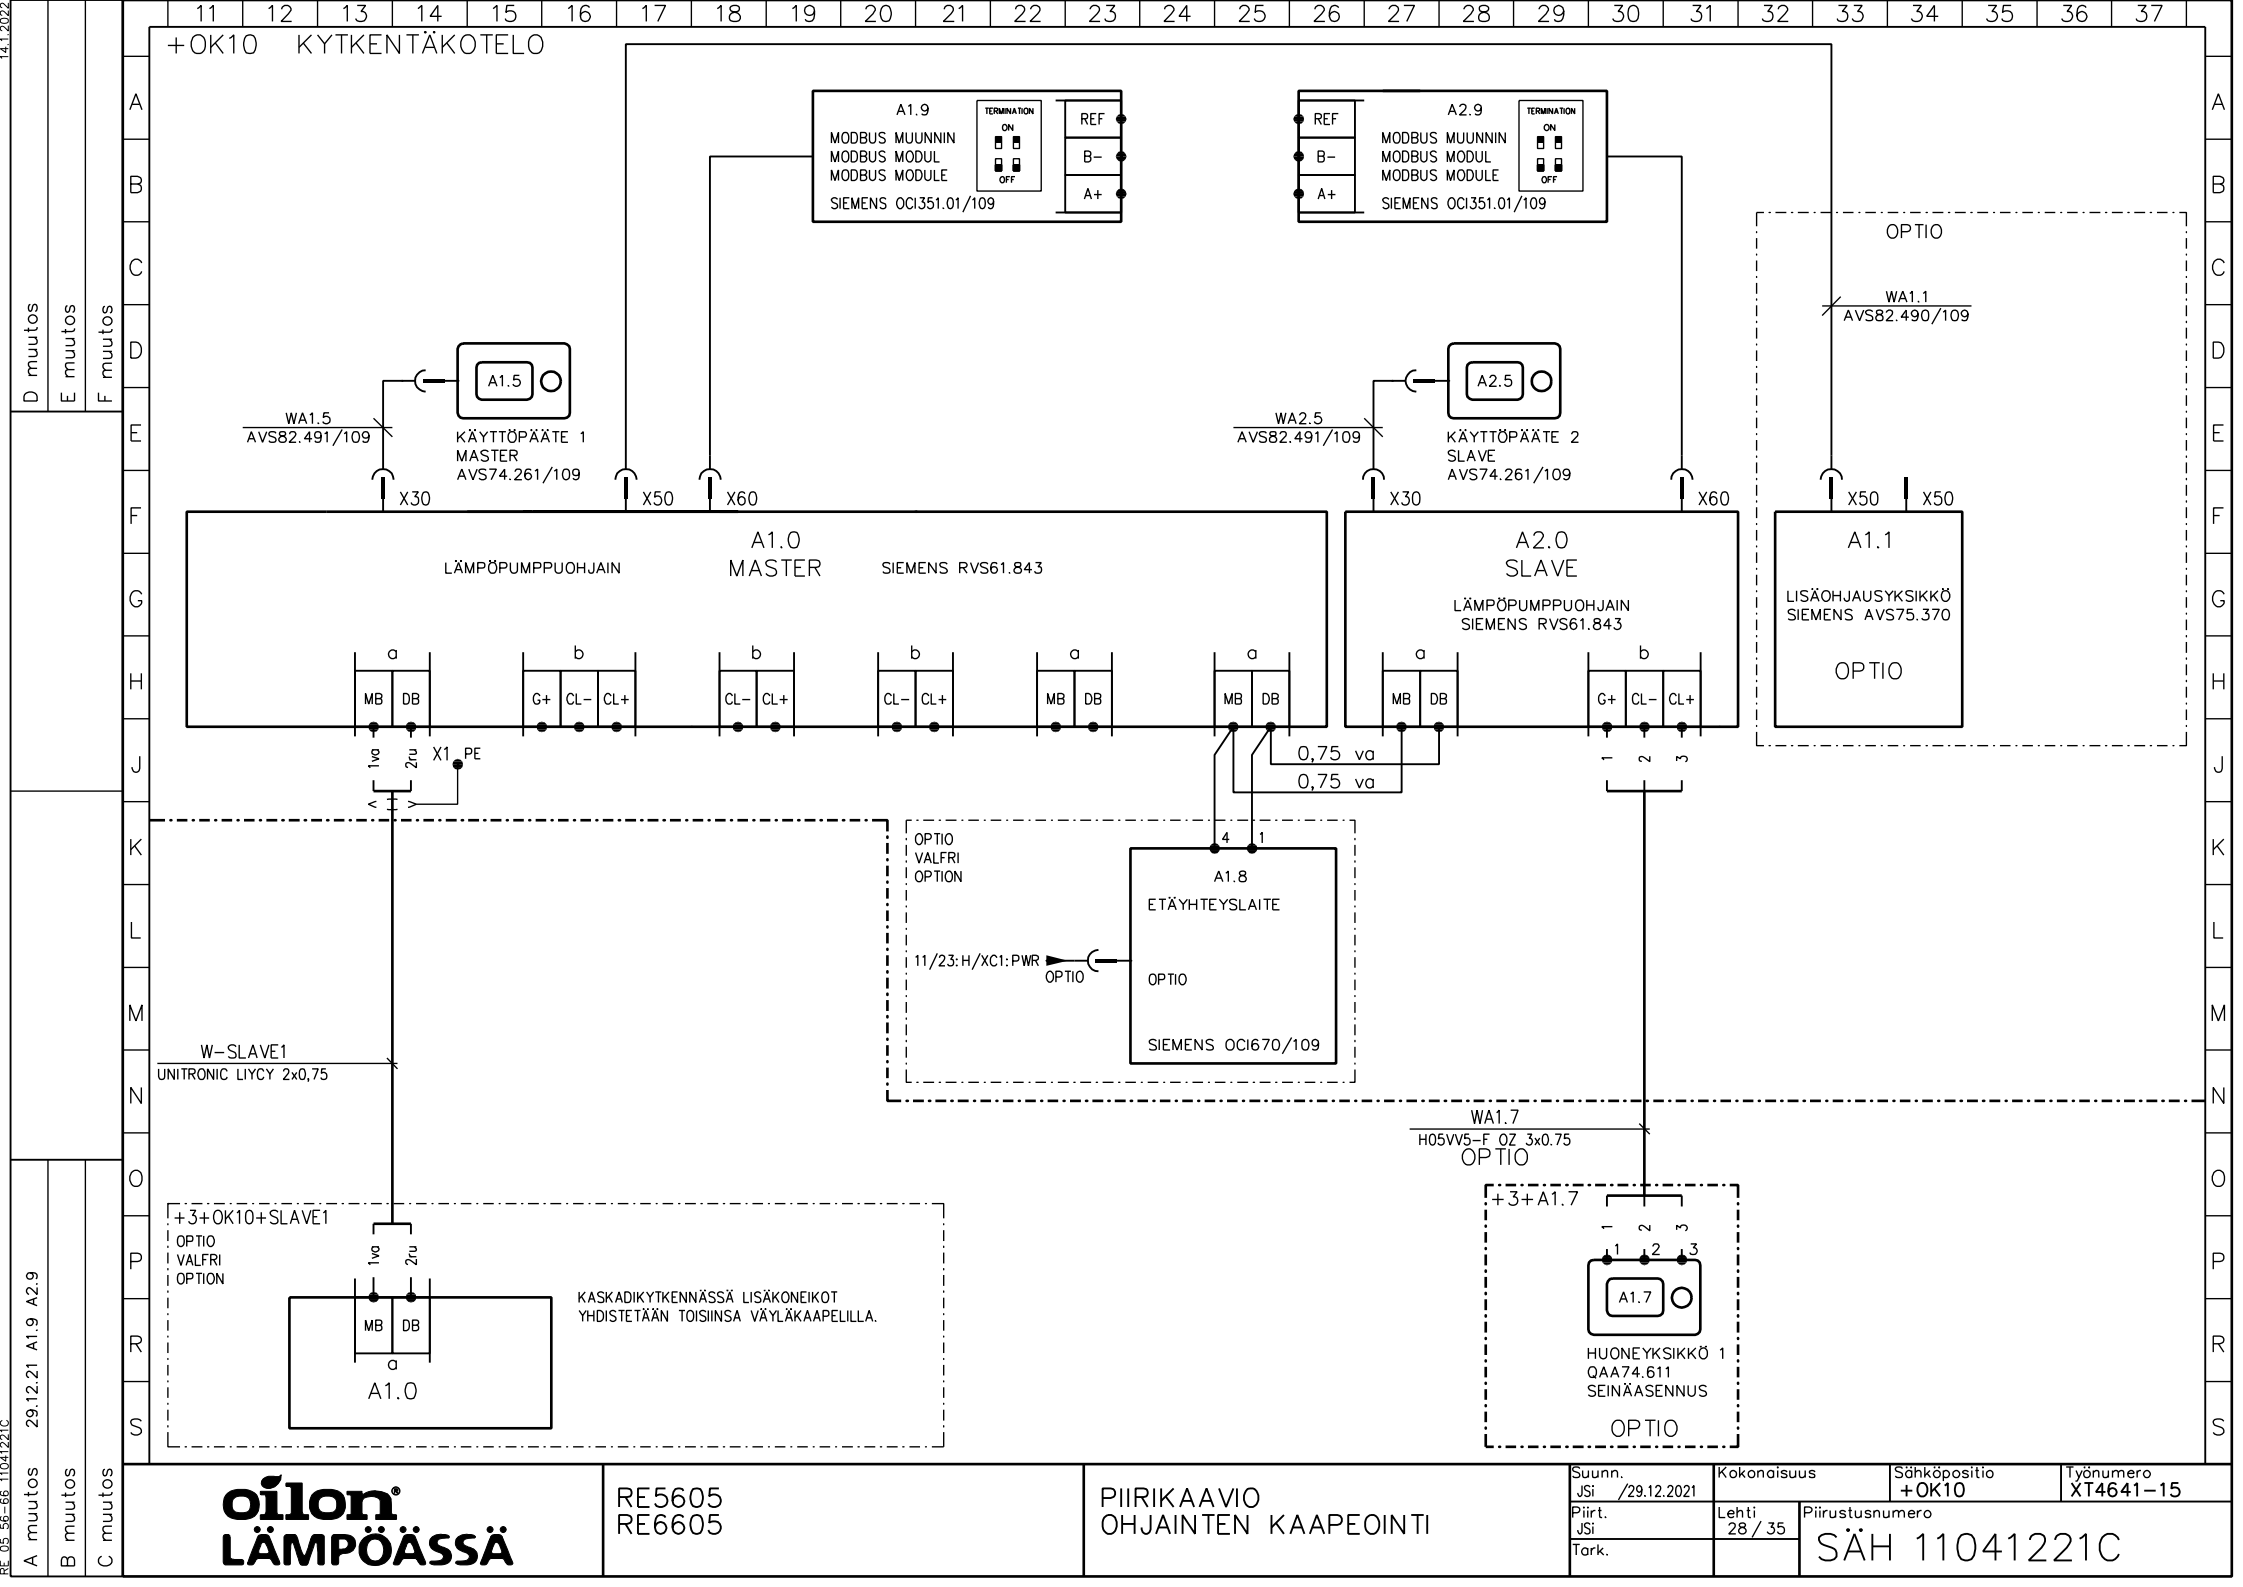 11 12 13 14 15 16 17 18 19 20 21 22 23 24 25 26 27 28 29 30 31 32 33 34 35 36 37
14.1.2022
+OK10 KYTKENTÄKOTELO
A
B
C
D
E
F
G
H
J
K
L
M
N
O
P
R
S
A
B
C
D
E
F
G
H
J
K
L
M
N
O
P
R
S
D muutos
E muutos
F muutos
A muutos 29.12.21 A1.9 A2.9
B muutos
C muutos
RE 05 56-66 11041221C
A1.9
MODBUS MUUNNIN
MODBUS MODUL
MODBUS MODULE
SIEMENS OCI351.01/109
TERMINATION
ON
OFF
REF
B-
A+
REF
B-
A+
A2.9
MODBUS MUUNNIN
MODBUS MODUL
MODBUS MODULE
SIEMENS OCI351.01/109
TERMINATION
ON
OFF
OPTIO
WA1.1
AVS82.490/109
A1.5
WA1.5
AVS82.491/109
KÄYTTÖPÄÄTE 1
MASTER
AVS74.261/109
A2.5
WA2.5
AVS82.491/109
KÄYTTÖPÄÄTE 2
SLAVE
AVS74.261/109
X30 X50 X60 X30 X60 X50 X50
A1.0
LÄMPÖPUMPPUOHJAIN MASTER SIEMENS RVS61.843
A2.0
SLAVE
LÄMPÖPUMPPUOHJAIN
SIEMENS RVS61.843
A1.1
LISÄOHJAUSYKSIKKÖ
SIEMENS AVS75.370
OPTIO
a b b b a a a b
MB DB G+ CL- CL+ CL- CL+ CL- CL+ MB DB MB DB MB DB G+ CL- CL+
1va 2ru X1 PE
0,75 va
0,75 va
1 2 3
< >
OPTIO
VALFRI
OPTION
4 1
A1.8
ETÄYHTEYSLAITE
11/23:H/XC1:PWR
OPTIO
OPTIO
SIEMENS OCI670/109
W-SLAVE1
UNITRONIC LIYCY 2x0,75
WA1.7
H05VV5-F OZ 3x0.75
OPTIO
+3+OK10+SLAVE1
OPTIO
VALFRI
OPTION
1va 2ru
MB DB
a
A1.0
KASKADIKYTKENNÄSSÄ LISÄKONEIKOT
YHDISTETÄÄN TOISIINSA VÄYLÄKAAPELILLA.
+3+A1.7
1 2 3
1 2 3
A1.7
HUONEYKSIKKÖ 1
QAA74.611
SEINÄASENNUS
OPTIO
oilon®
LÄMPÖÄSSÄ
RE5605
RE6605
PIIRIKAAVIO
OHJAINTEN KAAPEOINTI
Suunn.
JSi /29.12.2021
Piirt.
JSi
Tark.
Kokonaisuus
Sähköpositio
+OK10
Työnumero
XT4641-15
Lehti
28 / 35
Piirustusnumero
SÄH 11041221C